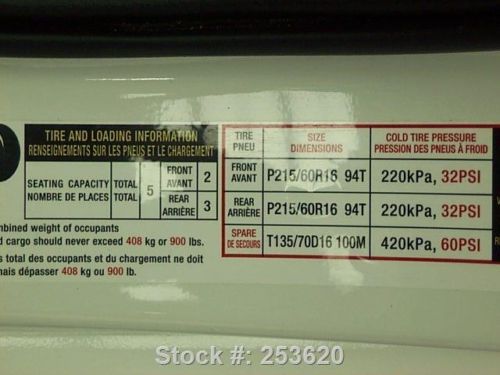 TIRE AND LOADING INFORMATION
RENSEIGNEMENTS SUR LES PNEUS ET LE CHARGEMENT
SEATING CAPACITY TOTAL 5 FRONT 2
NOMBRE DE PLACES TOTAL AVANT
REAR 3
ARRIÈRE
TIRE SIZE COLD TIRE PRESSURE
PNEU DIMENSIONS PRESSION DES PNEUS À FROID
FRONT P215/60R16 94T 220kPa, 32PSI
AVANT
REAR P215/60R16 94T 220kPa, 32PSI
ARRIÈRE
SPARE T135/70D16 100M 420kPa, 60PSI
DE SECOURS
weight of occupants
cargo should never exceed 408 kg or 900 lbs.
total des occupants et du chargement ne doit
dépasser 408 kg ou 900 lb.
Stock #: 253620